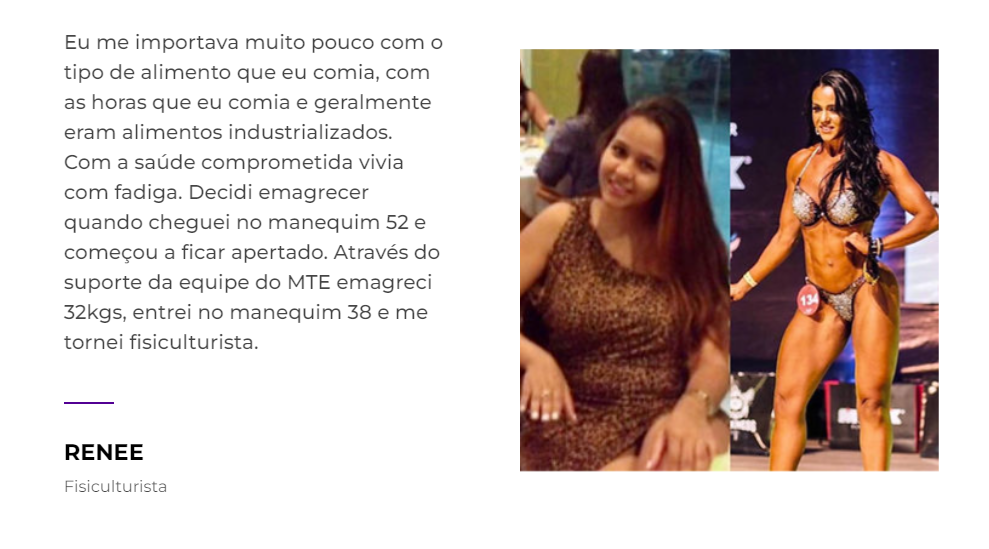 Eu me importava muito pouco com o
tipo de alimento que eu comia, com
as horas que eu comia e geralmente
eram alimentos industrializados.
Com a saúde comprometida vivia
com fadiga. Decidi emagrecer
quando cheguei no manequim 52 e
começou a ficar apertado. Através do
suporte da equipe do MTE emagreci
32kgs, entrei no manequim 38 e me
tornei fisiculturista.
RENEE
Fisiculturista
134